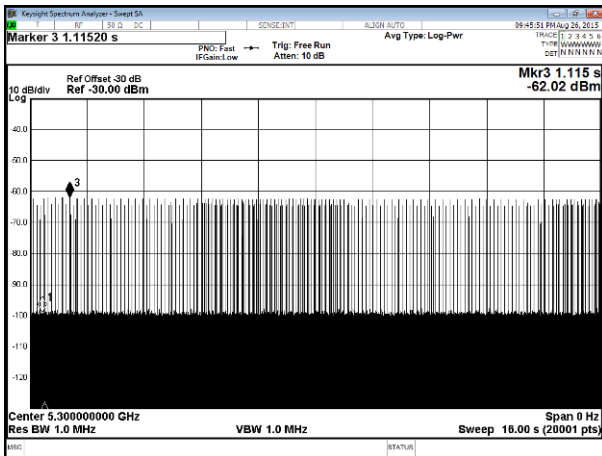 Keysight Spectrum Analyzer - Swept SA
T RF 50 Ω DC SENSE:INT ALIGN AUTO 09:45:51 PM Aug 26, 2015
Marker 3 1.11520 s
PNO: Fast
IFGain:Low
Trig: Free Run
Atten: 10 dB
Avg Type: Log-Pwr
TRACE 1 2 3 4 5 6
TYPE WWWWWW
DET N N N N N N
Ref Offset -30 dB
Ref -30.00 dBm
Mkr3 1.115 s
-62.02 dBm
10 dB/div
Log
-40.0
-50.0
-60.0
-70.0
-80.0
-90.0
-100
-110
-120
3
1
Center 5.300000000 GHz
Span 0 Hz
Res BW 1.0 MHz
VBW 1.0 MHz
Sweep 16.00 s (20001 pts)
MSG
STATUS